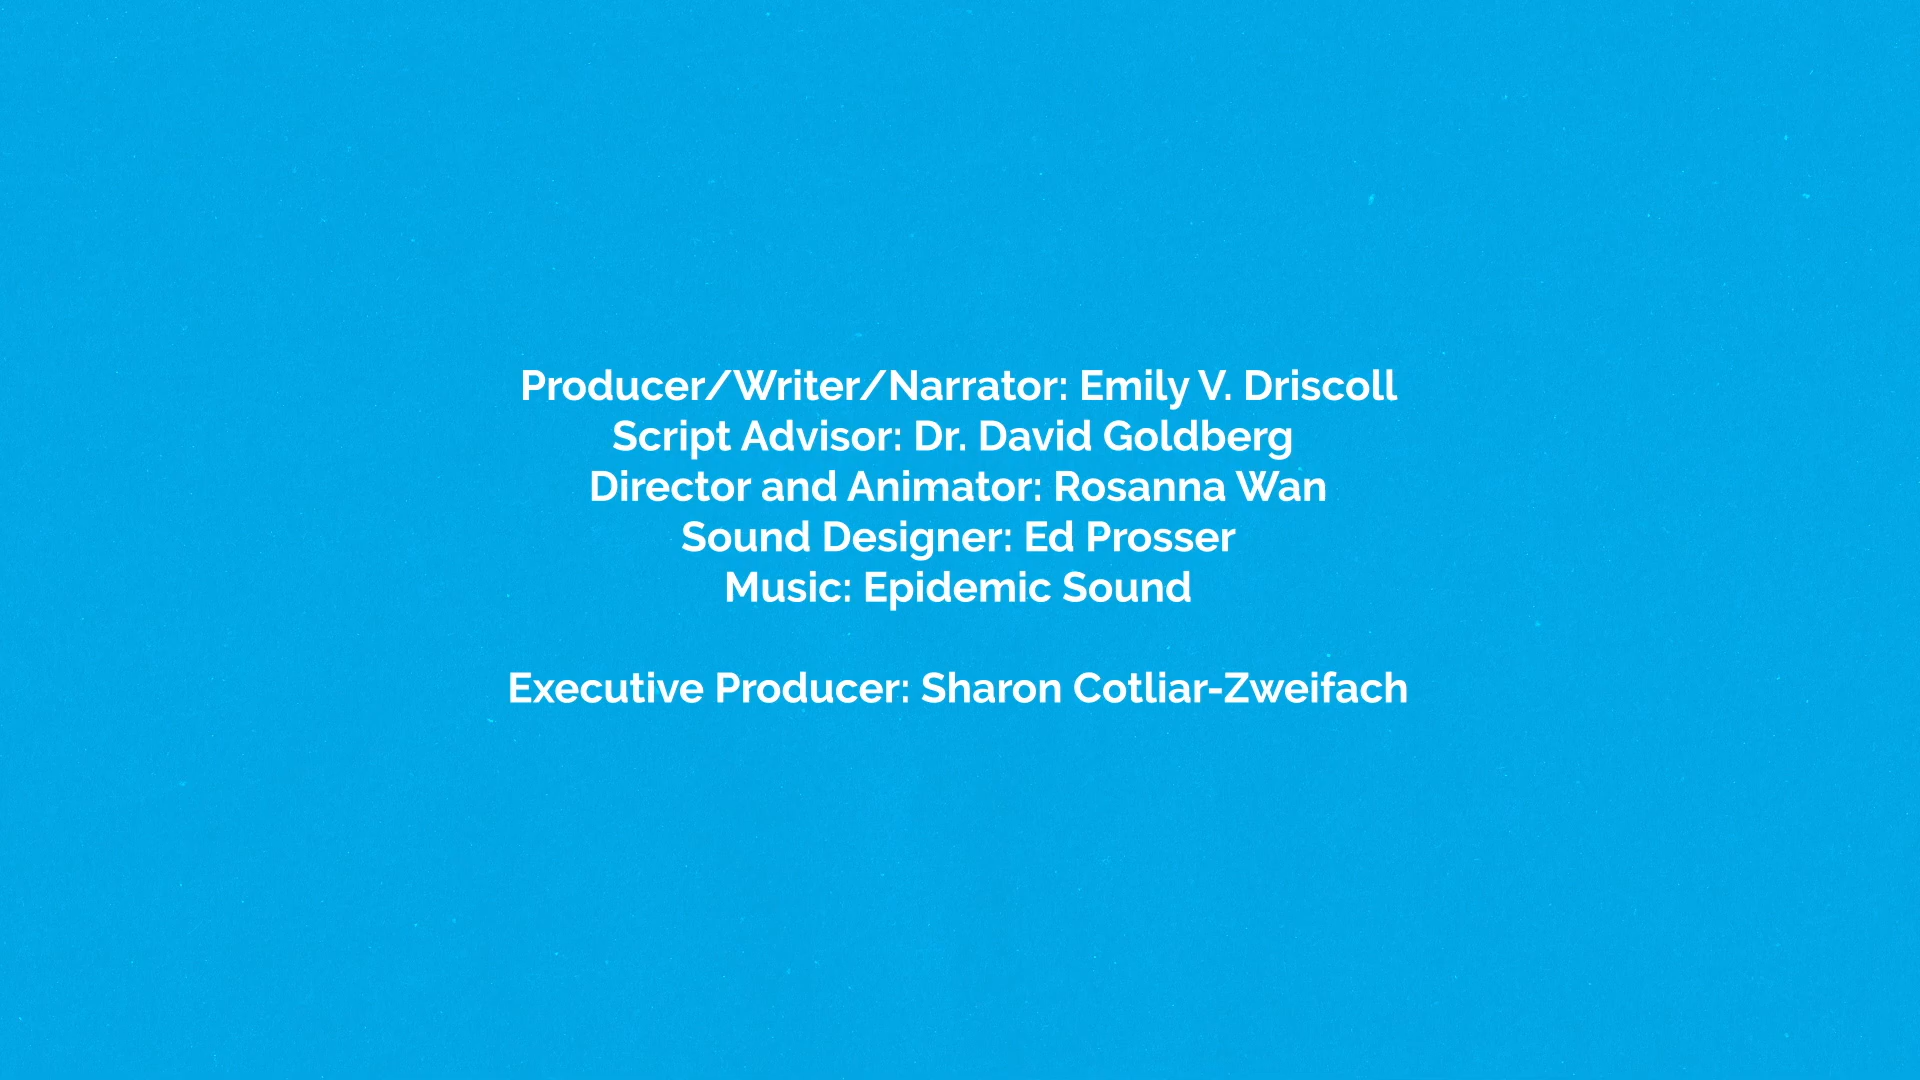 Producer/Writer/Narrator: Emily V. Driscoll
Script Advisor: Dr. David Goldberg
Director and Animator: Rosanna Wan
Sound Designer: Ed Prosser
Music: Epidemic Sound
Executive Producer: Sharon Cotliar-Zweifach